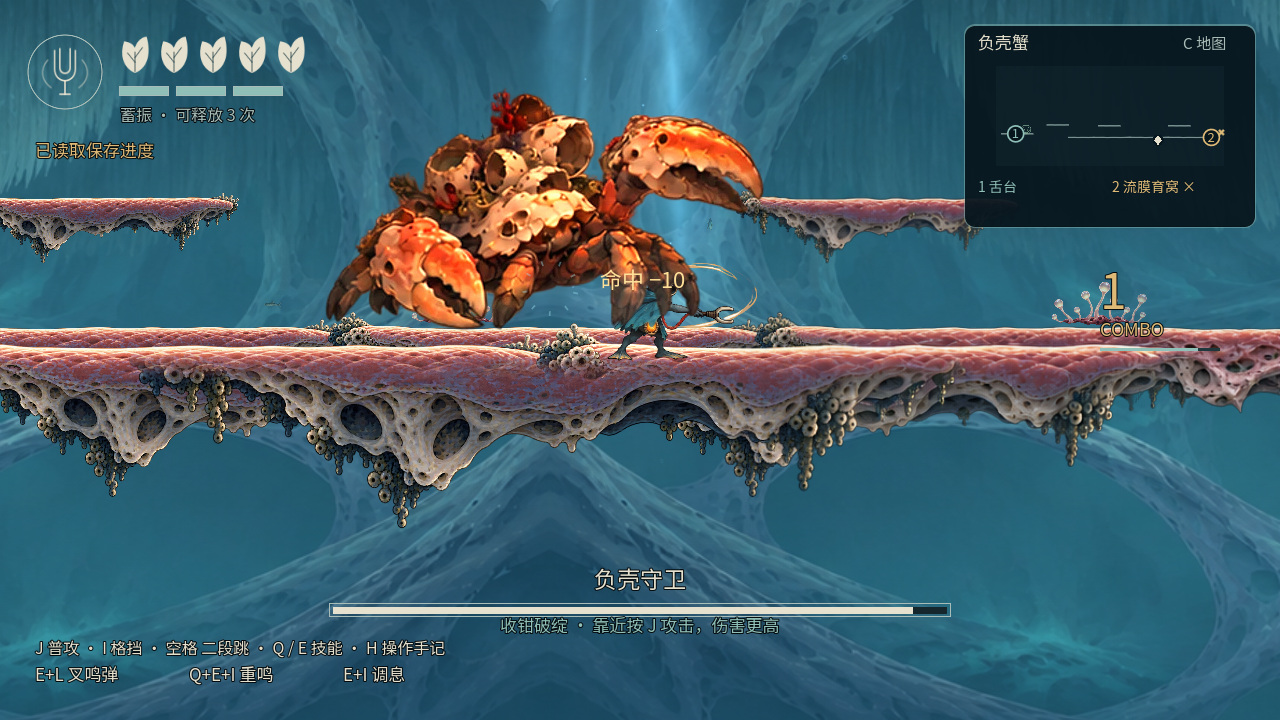 蓄振 · 可释放 3 次
已读取保存进度
负壳蟹
C 地图
1
2
1 舌台
2 流膜育窝 ×
命中 −10
1
COMBO
负壳守卫
收钳破绽 · 靠近按 J 攻击，伤害更高
J 普攻 · I 格挡 · 空格 二段跳 · Q / E 技能 · H 操作手记
E+L 叉鸣弹
Q+E+I 重鸣
E+I 调息